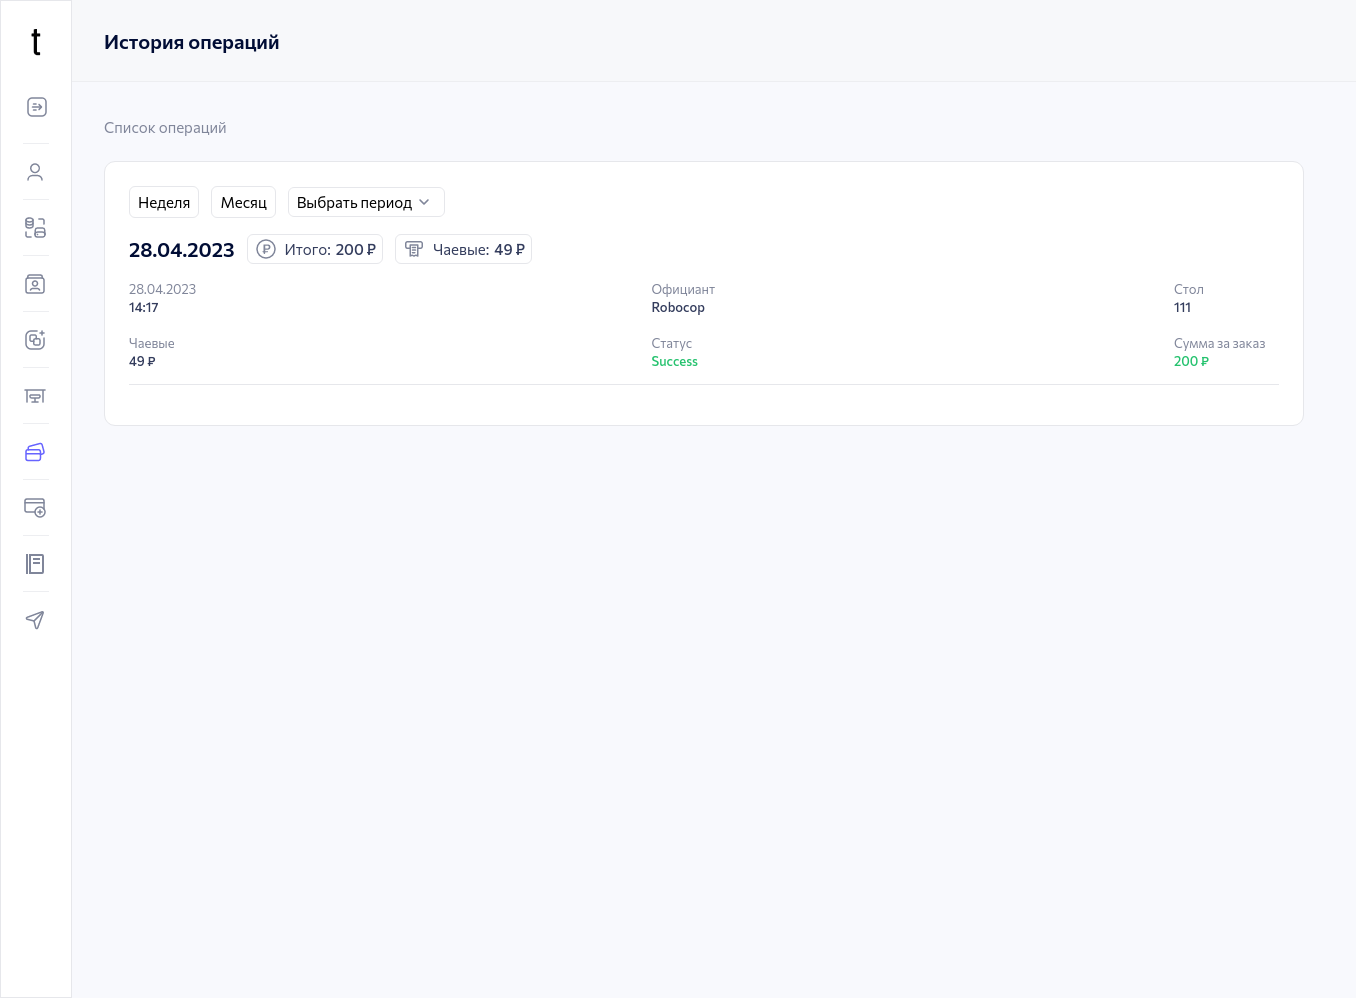 t
История операций
Список операций
Неделя Месяц Выбрать период
28.04.2023 Итого: 200 ₽ Чаевые: 49 ₽
28.04.2023 Официант Стол
14:17 Robocop 111
Чаевые Статус Сумма за заказ
49 ₽ Success 200 ₽